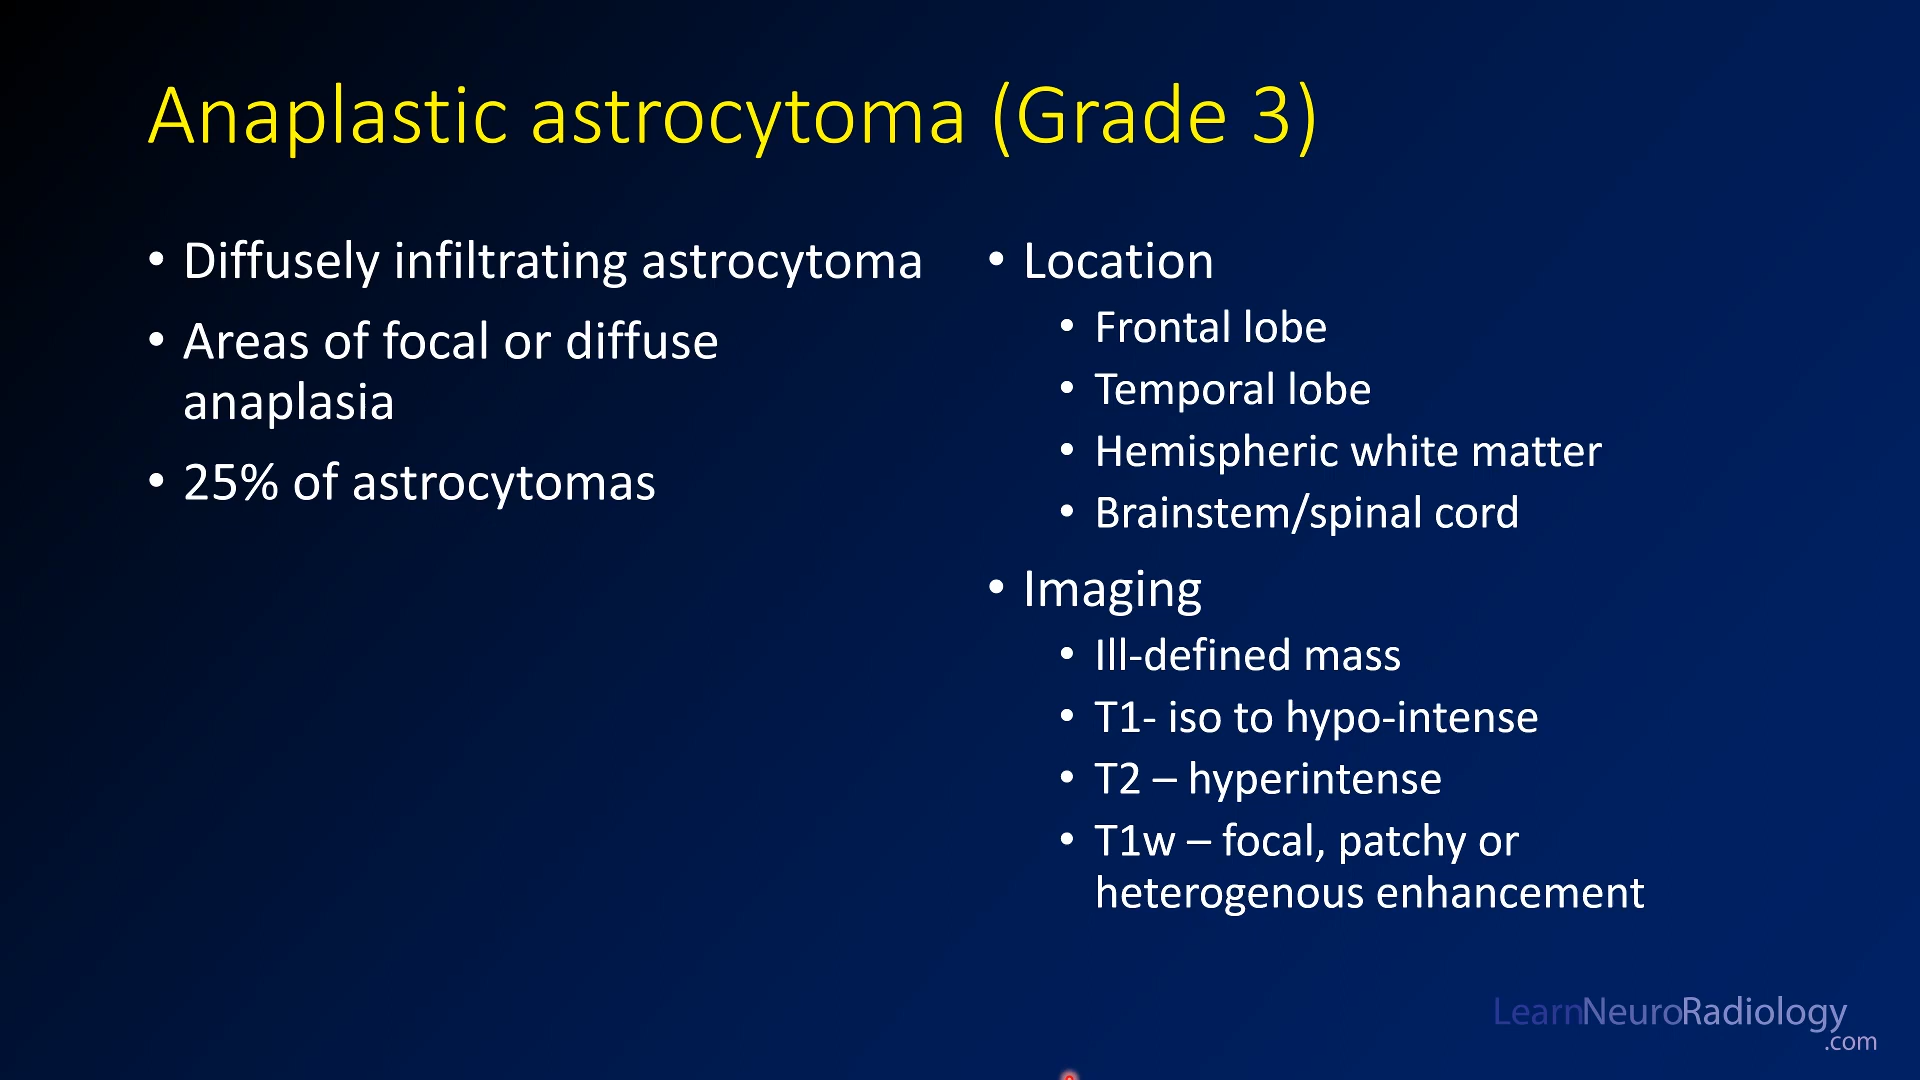 Anaplastic astrocytoma (Grade 3)
• Diffusely infiltrating astrocytoma
• Areas of focal or diffuse
anaplasia
• 25% of astrocytomas
• Location
• Frontal lobe
• Temporal lobe
• Hemispheric white matter
• Brainstem/spinal cord
• Imaging
• Ill-defined mass
• T1- iso to hypo-intense
• T2 – hyperintense
• T1w – focal, patchy or
heterogenous enhancement
LearnNeuroRadiology
.com